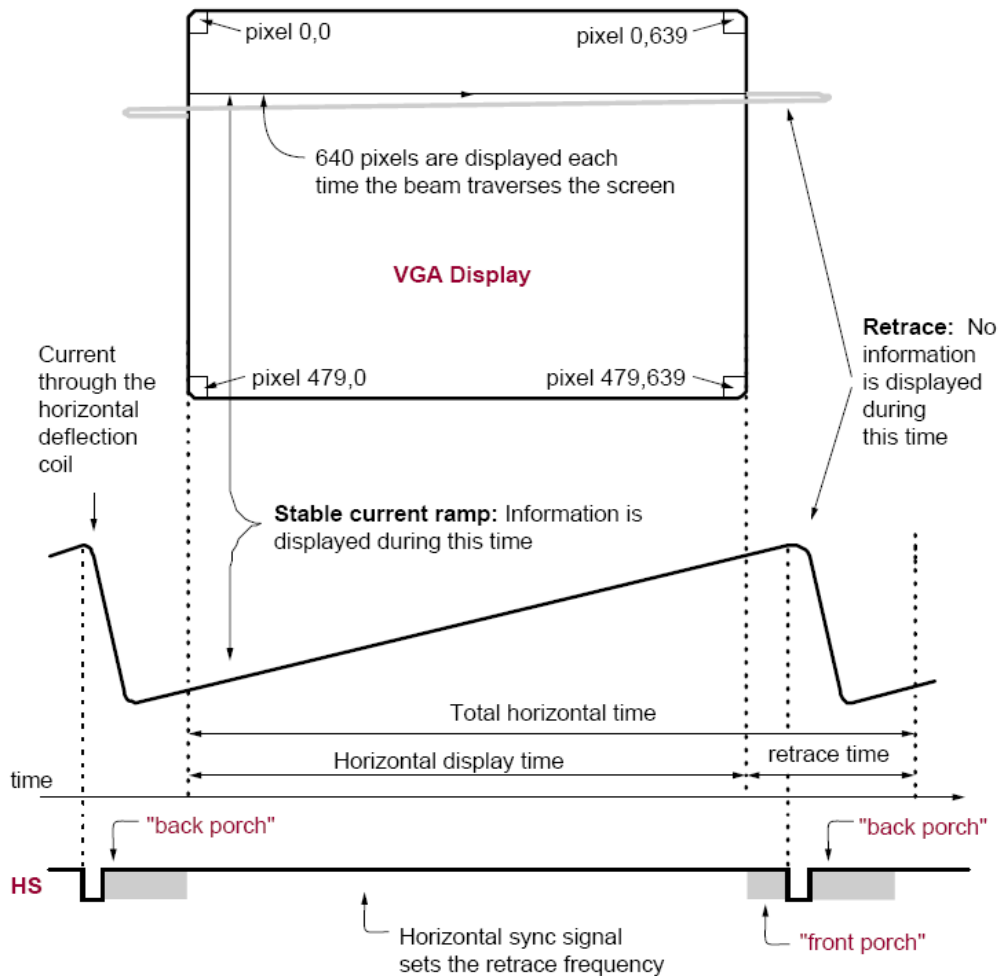 pixel 0,0
pixel 0,639
640 pixels are displayed each
time the beam traverses the screen
VGA Display
Retrace: No
information
is displayed
during
this time
Current
through the
horizontal
deflection
coil
pixel 479,0
pixel 479,639
Stable current ramp: Information is
displayed during this time
Total horizontal time
Horizontal display time
retrace time
time
"back porch"
"back porch"
HS
Horizontal sync signal
sets the retrace frequency
"front porch"